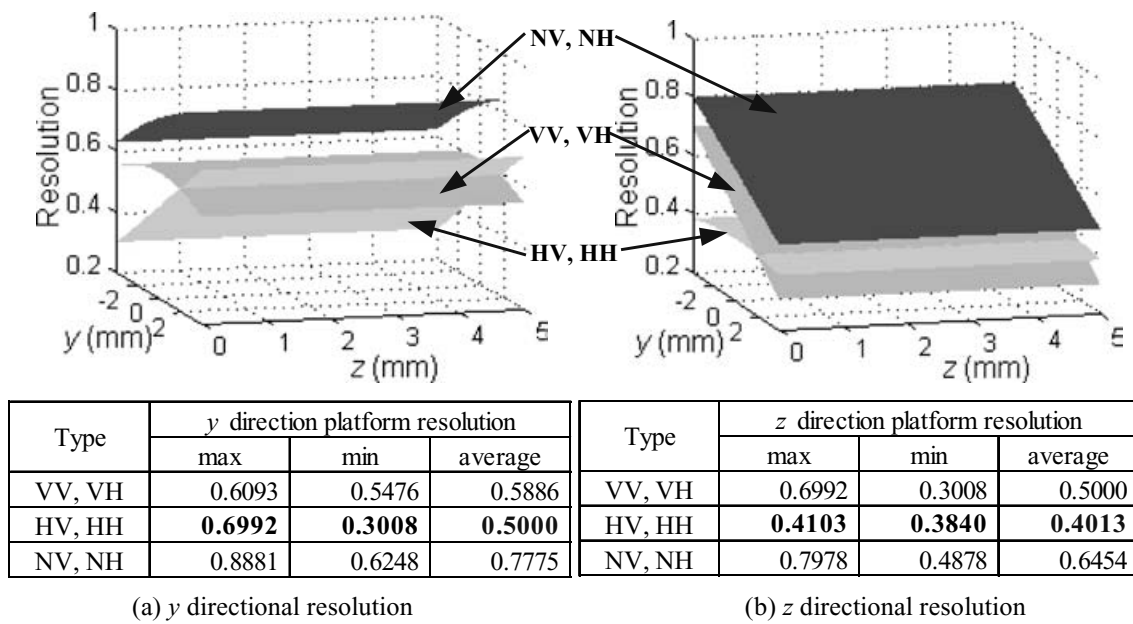 1
0.8
0.6
0.4
0.2
Resolution
-2
0
2
y (mm)
0
1
2
3
4
5
z (mm)
NV, NH
VV, VH
HV, HH
1
0.8
0.6
0.4
0.2
Resolution
-2
0
2
y (mm)
0
1
2
3
4
5
z (mm)
Type y direction platform resolution
max min average
VV, VH 0.6093 0.5476 0.5886
HV, HH 0.6992 0.3008 0.5000
NV, NH 0.8881 0.6248 0.7775
(a) y directional resolution
Type z direction platform resolution
max min average
VV, VH 0.6992 0.3008 0.5000
HV, HH 0.4103 0.3840 0.4013
NV, NH 0.7978 0.4878 0.6454
(b) z directional resolution